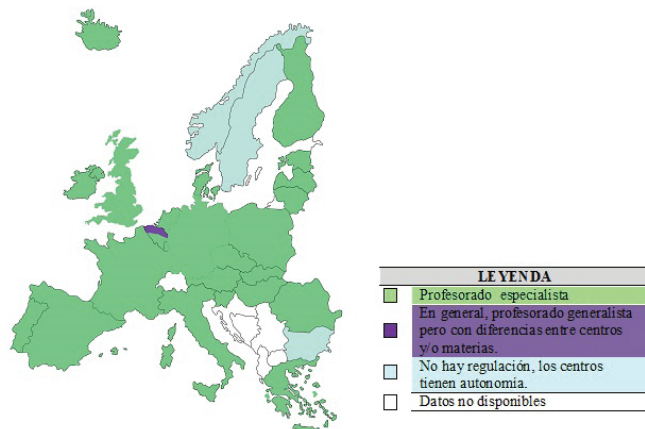 LEYENDA
Profesorado especialista
En general, profesorado generalista
pero con diferencias entre centros
y/o materias.
No hay regulación, los centros
tienen autonomía.
Datos no disponibles